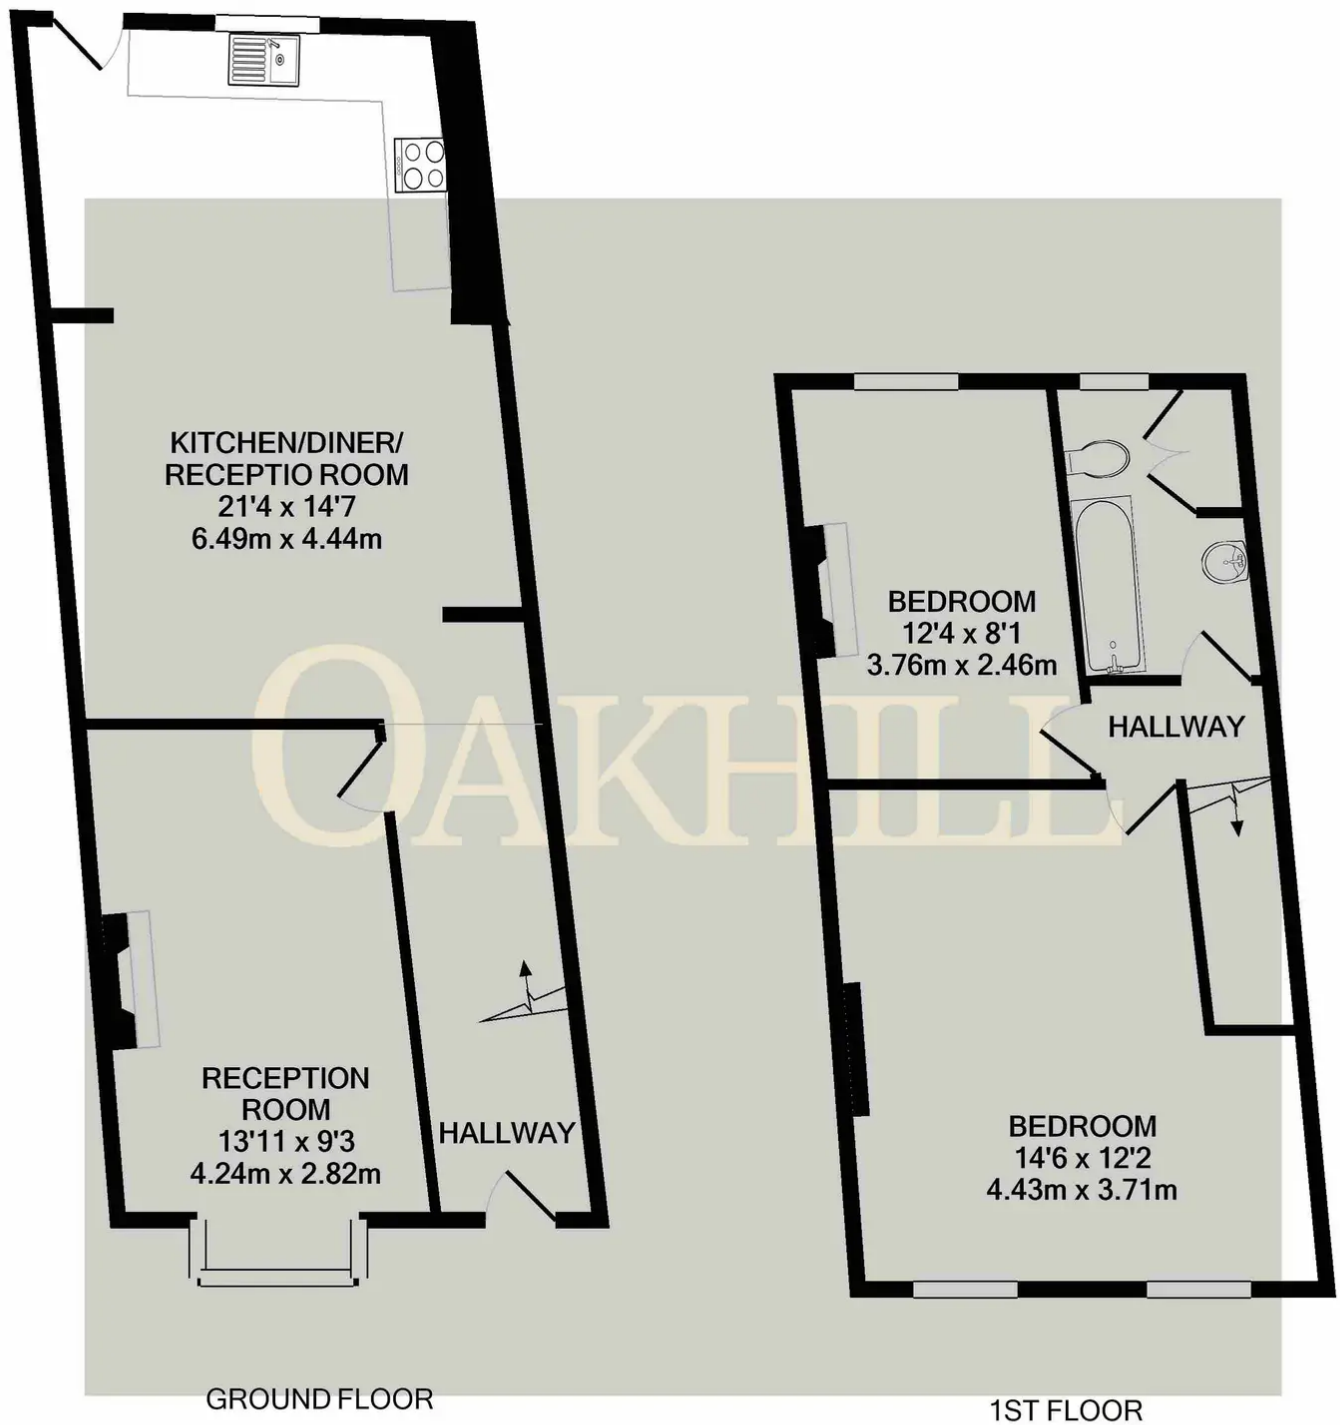 KITCHEN/DINER/
RECEPTIO ROOM
21'4 x 14'7
6.49m x 4.44m
BEDROOM
12'4 x 8'1
3.76m x 2.46m
HALLWAY
OAKHILL
RECEPTION
ROOM
13'11 x 9'3
4.24m x 2.82m
HALLWAY
BEDROOM
14'6 x 12'2
4.43m x 3.71m
GROUND FLOOR
1ST FLOOR